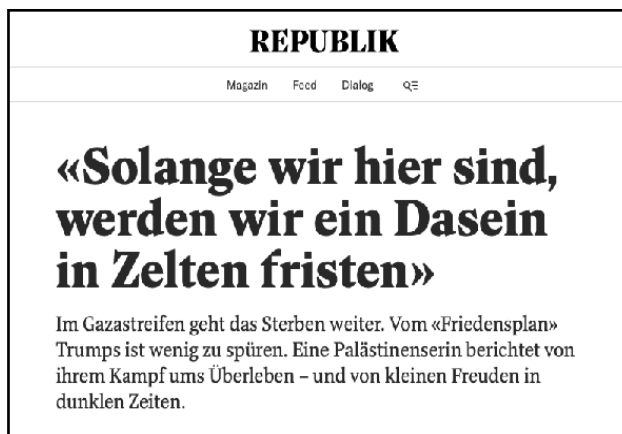 REPUBLIK
Magazin Feed Dialog
«Solange wir hier sind,
werden wir ein Dasein
in Zelten fristen»
Im Gazastreifen geht das Sterben weiter. Vom «Friedensplan»
Trumps ist wenig zu spüren. Eine Palästinenserin berichtet von
ihrem Kampf ums Überleben – und von kleinen Freuden in
dunklen Zeiten.